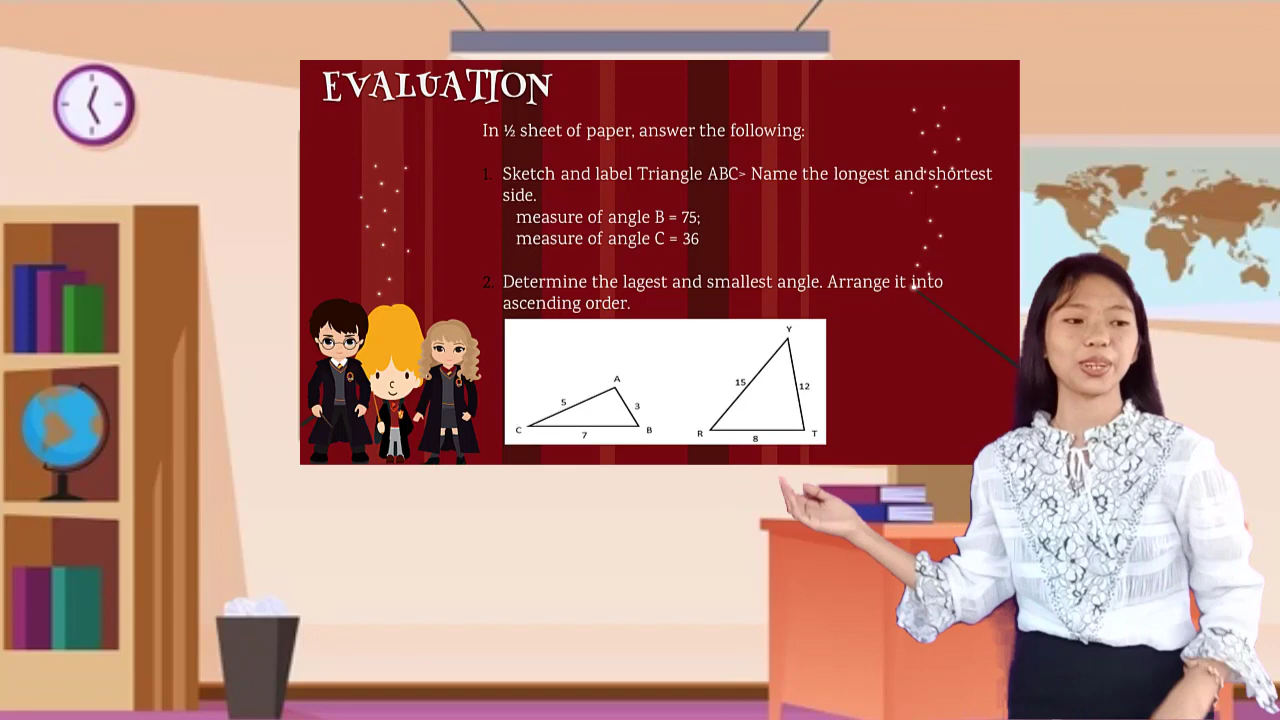 EVALUATION
In ½ sheet of paper, answer the following:
1. Sketch and label Triangle ABC> Name the longest and shortest
side.
measure of angle B = 75;
measure of angle C = 36
2. Determine the lagest and smallest angle. Arrange it into
ascending order.
A
5
3
C
B
7
Y
15
12
R
T
8